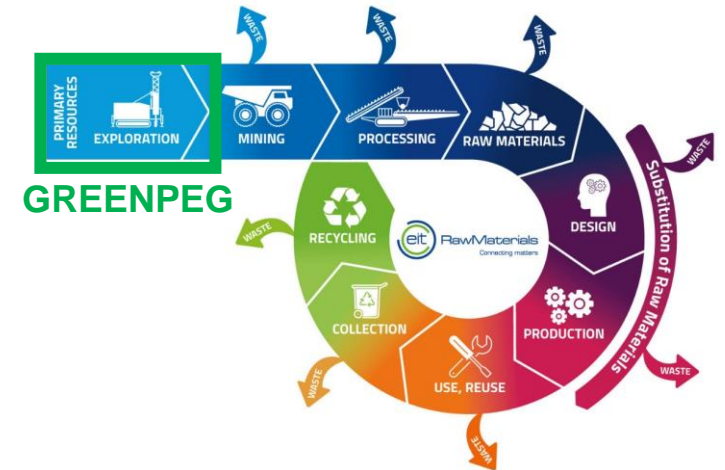 WASTE
WASTE
WASTE
PRIMARY
RESOURCES
EXPLORATION
MINING
PROCESSING
RAW MATERIALS
GREENPEG
WASTE
Substitution of Raw Materials
DESIGN
RECYCLING
eit RawMaterials
Connecting matters
WASTE
COLLECTION
PRODUCTION
USE, REUSE
WASTE
WASTE
WASTE